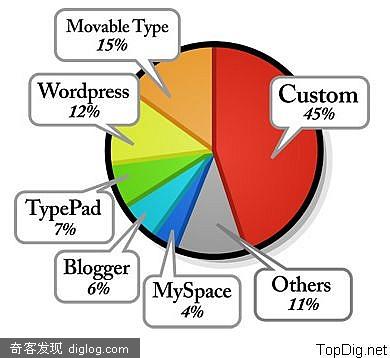 Movable Type
15%
Wordpress
12%
Custom
45%
TypePad
7%
Blogger
6%
MySpace
4%
Others
11%
奇客发现 diglog.com
TopDig.net